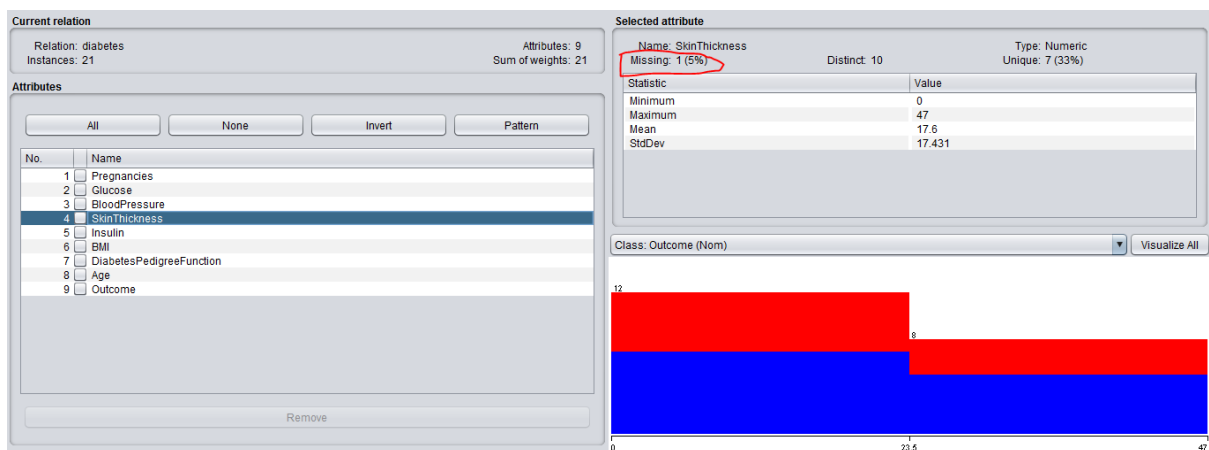 Current relation
Relation: diabetes
Attributes: 9
Instances: 21
Sum of weights: 21
Attributes
All
None
Invert
Pattern
No.
Name
1 Pregnancies
2 Glucose
3 BloodPressure
4 SkinThickness
5 Insulin
6 BMI
7 DiabetesPedigreeFunction
8 Age
9 Outcome
Remove
Selected attribute
Name: SkinThickness
Type: Numeric
Missing: 1 (5%)
Distinct: 10
Unique: 7 (33%)
Statistic
Value
Minimum 0
Maximum 47
Mean 17.6
StdDev 17.431
Class: Outcome (Nom)
Visualize All
12
8
0
23.5
47